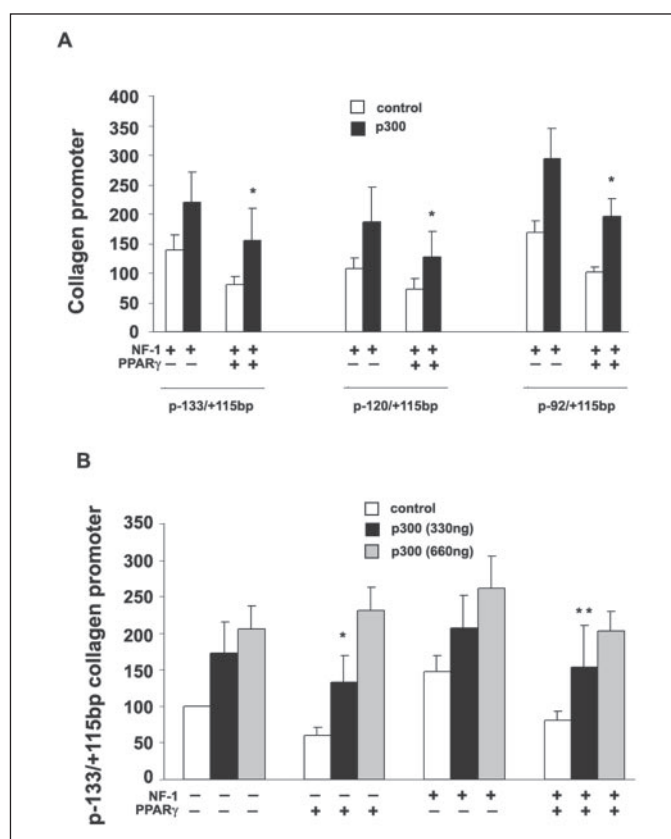 A
Collagen promoter
400
350
300
250
200
150
100
50
0
control
p300
*
*
*
NF-1 + + + + + + + + + + + +
PPARγ − − + + − − + + − − + +
p-133/+115bp p-120/+115bp p-92/+115bp
B
p-133/+115bp collagen promoter
350
300
250
200
150
100
50
0
control
p300 (330ng)
p300 (660ng)
*
**
NF-1 − − − − − − + + + + + +
PPARγ − − − + + + − − − + + +